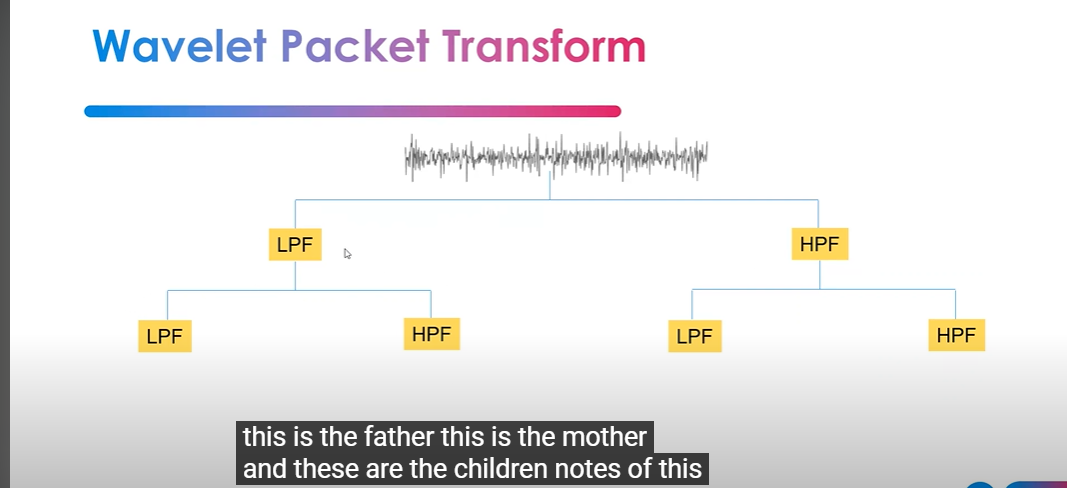 Wavelet Packet Transform
LPF
HPF
LPF
HPF
LPF
HPF
this is the father this is the mother
and these are the children notes of this